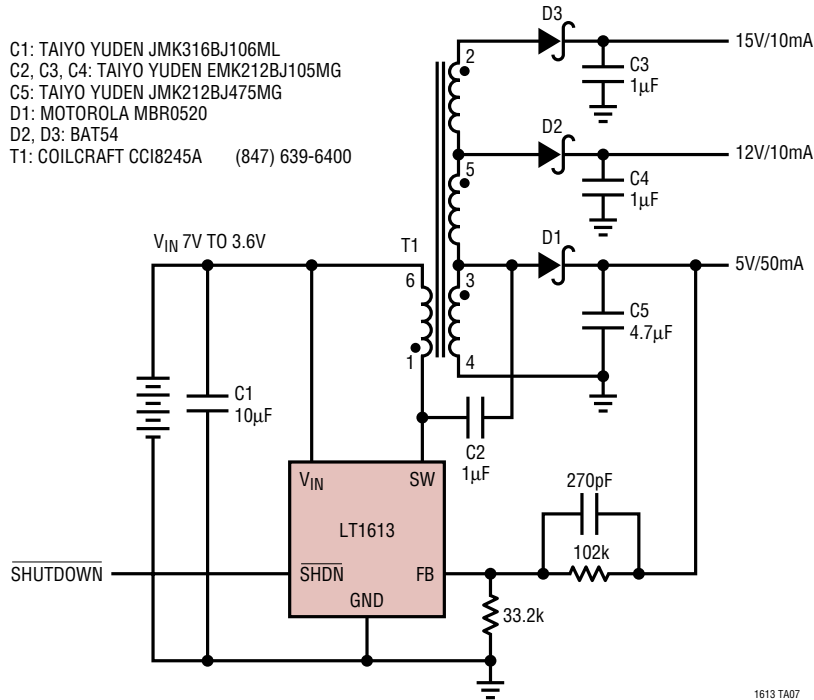 C1: TAIYO YUDEN JMK316BJ106ML
C2, C3, C4: TAIYO YUDEN EMK212BJ105MG
C5: TAIYO YUDEN JMK212BJ475MG
D1: MOTOROLA MBR0520
D2, D3: BAT54
T1: COILCRAFT CCI8245A (847) 639-6400
D3
15V/10mA
2
C3
1µF
D2
12V/10mA
5
C4
1µF
VIN 7V TO 3.6V
T1
D1
5V/50mA
6
3
C5
4.7µF
1
4
C1
10µF
C2
1µF
VIN
SW
270pF
LT1613
102k
SHUTDOWN
SHDN
FB
GND
33.2k
1613 TA07